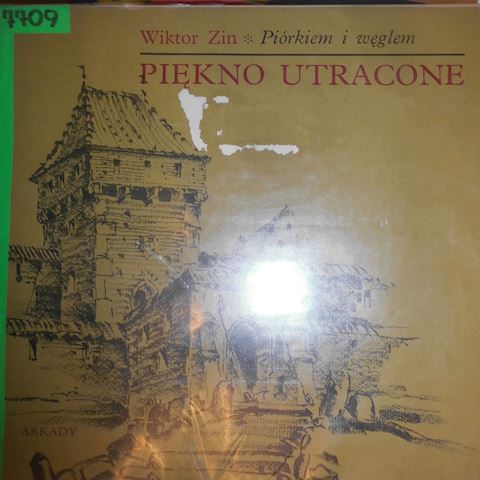 7709
Wiktor Zin * Piórkiem i węglem
PIĘKNO UTRACONE
ARKADY